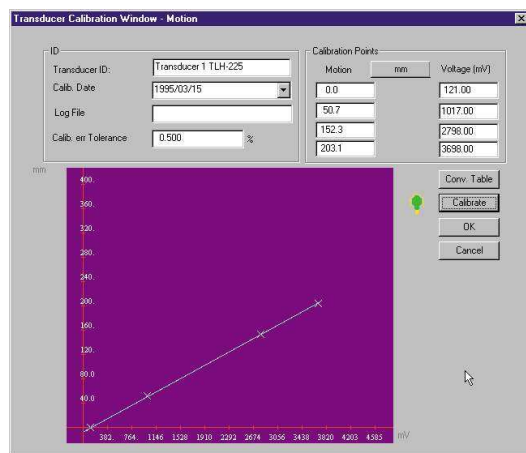 Transducer Calibration Window - Motion
ID
Transducer ID: Transducer 1 TLH-225
Calib. Date 1995/03/15
Log File
Calib. err Tolerance 0.500 %
Calibration Points
Motion mm Voltage (mV)
0.0 121.00
50.7 1017.00
152.3 2798.00
203.1 3698.00
Conv. Table
Calibrate
OK
Cancel
mm
400.
360.
320.
280.
240.
200.
160.
120.
80.0
40.0
382. 764. 1146 1528 1910 2292 2674 3056 3438 3820 4203 4585 mV